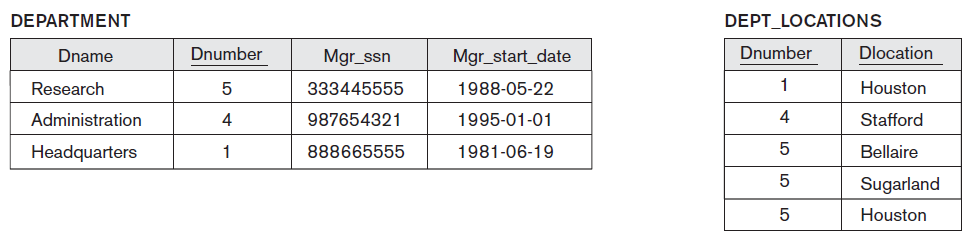 DEPARTMENT
Dname Dnumber Mgr_ssn Mgr_start_date
Research 5 333445555 1988-05-22
Administration 4 987654321 1995-01-01
Headquarters 1 888665555 1981-06-19
DEPT_LOCATIONS
Dnumber Dlocation
1 Houston
4 Stafford
5 Bellaire
5 Sugarland
5 Houston